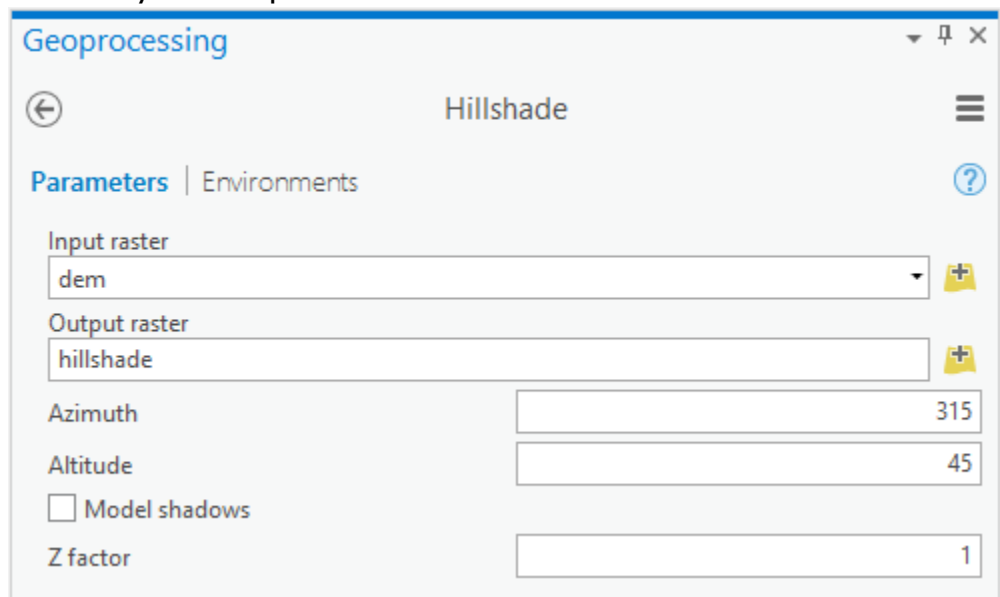 Geoprocessing
Hillshade
Parameters | Environments
Input raster
dem
Output raster
hillshade
Azimuth 315
Altitude 45
Model shadows
Z factor 1